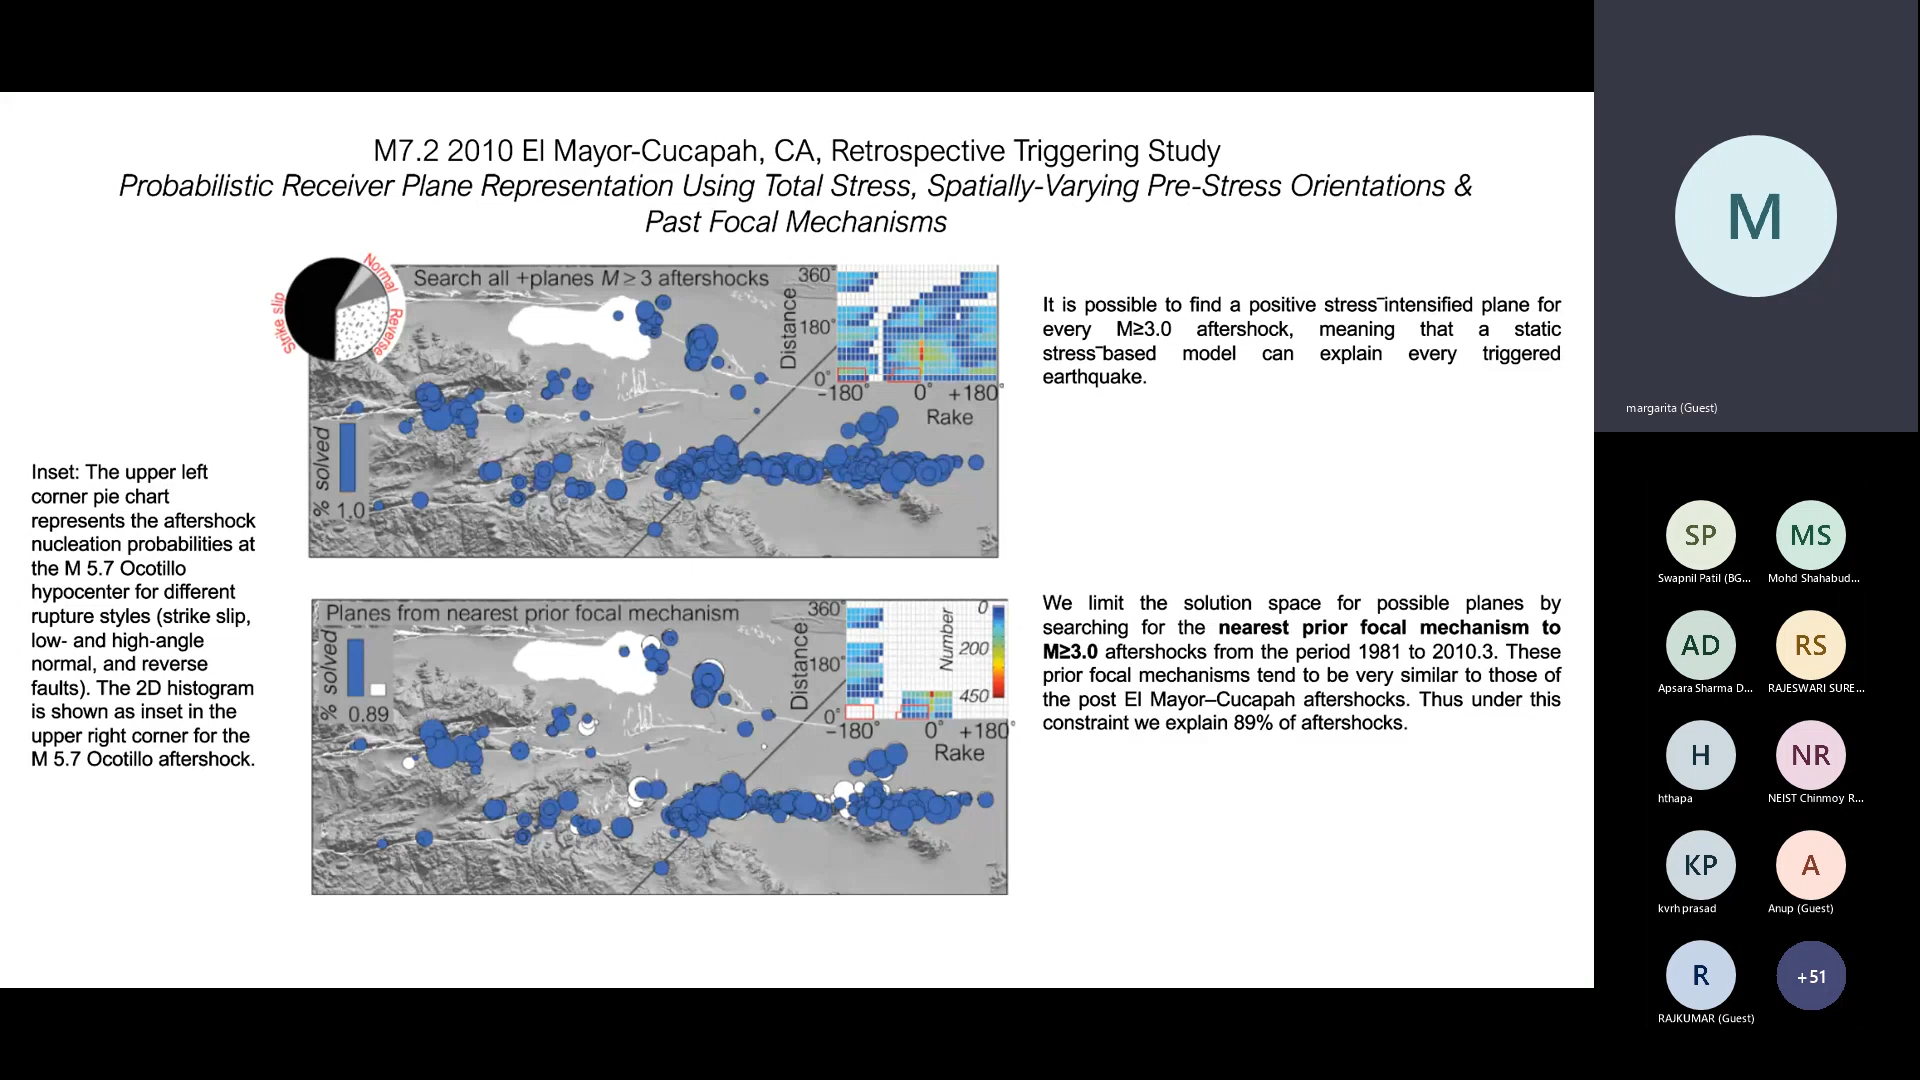 M7.2 2010 El Mayor-Cucapah, CA, Retrospective Triggering Study
Probabilistic Receiver Plane Representation Using Total Stress, Spatially-Varying Pre-Stress Orientations &
Past Focal Mechanisms
Strike slip
Normal
Reverse
Search all +planes M ≥ 3 aftershocks
% solved
1.0
Distance
360°
180°
0°
-180° 0° +180°
Rake
It is possible to find a positive stress‾intensified plane for
every M≥3.0 aftershock, meaning that a static
stress‾based model can explain every triggered
earthquake.
Inset: The upper left
corner pie chart
represents the aftershock
nucleation probabilities at
the M 5.7 Ocotillo
hypocenter for different
rupture styles (strike slip,
low- and high-angle
normal, and reverse
faults). The 2D histogram
is shown as inset in the
upper right corner for the
M 5.7 Ocotillo aftershock.
Planes from nearest prior focal mechanism
% solved
0.89
Distance
360°
180°
0°
-180° 0° +180°
Rake
Number
0
200
450
We limit the solution space for possible planes by
searching for the nearest prior focal mechanism to
M≥3.0 aftershocks from the period 1981 to 2010.3. These
prior focal mechanisms tend to be very similar to those of
the post El Mayor–Cucapah aftershocks. Thus under this
constraint we explain 89% of aftershocks.
M
margarita (Guest)
SP MS
Swapnil Patil (BG... Mohd Shahabud...
AD RS
Apsara Sharma D... RAJESWARI SURE...
H NR
hthapa NEIST Chinmoy R...
KP A
kvrh prasad Anup (Guest)
R +51
RAJKUMAR (Guest)